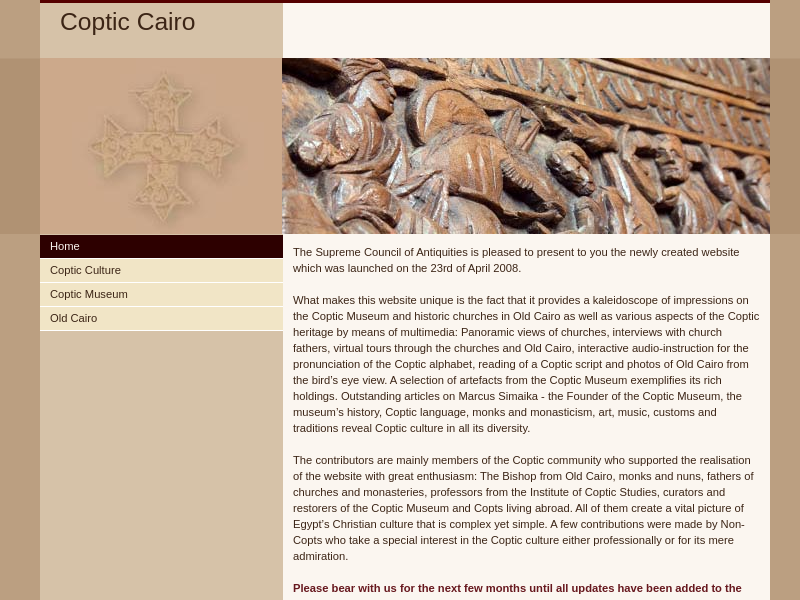 Coptic Cairo
Home
Coptic Culture
Coptic Museum
Old Cairo
The Supreme Council of Antiquities is pleased to present to you the newly created website
which was launched on the 23rd of April 2008.
What makes this website unique is the fact that it provides a kaleidoscope of impressions on
the Coptic Museum and historic churches in Old Cairo as well as various aspects of the Coptic
heritage by means of multimedia: Panoramic views of churches, interviews with church
fathers, virtual tours through the churches and Old Cairo, interactive audio-instruction for the
pronunciation of the Coptic alphabet, reading of a Coptic script and photos of Old Cairo from
the bird’s eye view. A selection of artefacts from the Coptic Museum exemplifies its rich
holdings. Outstanding articles on Marcus Simaika - the Founder of the Coptic Museum, the
museum’s history, Coptic language, monks and monasticism, art, music, customs and
traditions reveal Coptic culture in all its diversity.
The contributors are mainly members of the Coptic community who supported the realisation
of the website with great enthusiasm: The Bishop from Old Cairo, monks and nuns, fathers of
churches and monasteries, professors from the Institute of Coptic Studies, curators and
restorers of the Coptic Museum and Copts living abroad. All of them create a vital picture of
Egypt’s Christian culture that is complex yet simple. A few contributions were made by Non-
Copts who take a special interest in the Coptic culture either professionally or for its mere
admiration.
Please bear with us for the next few months until all updates have been added to the